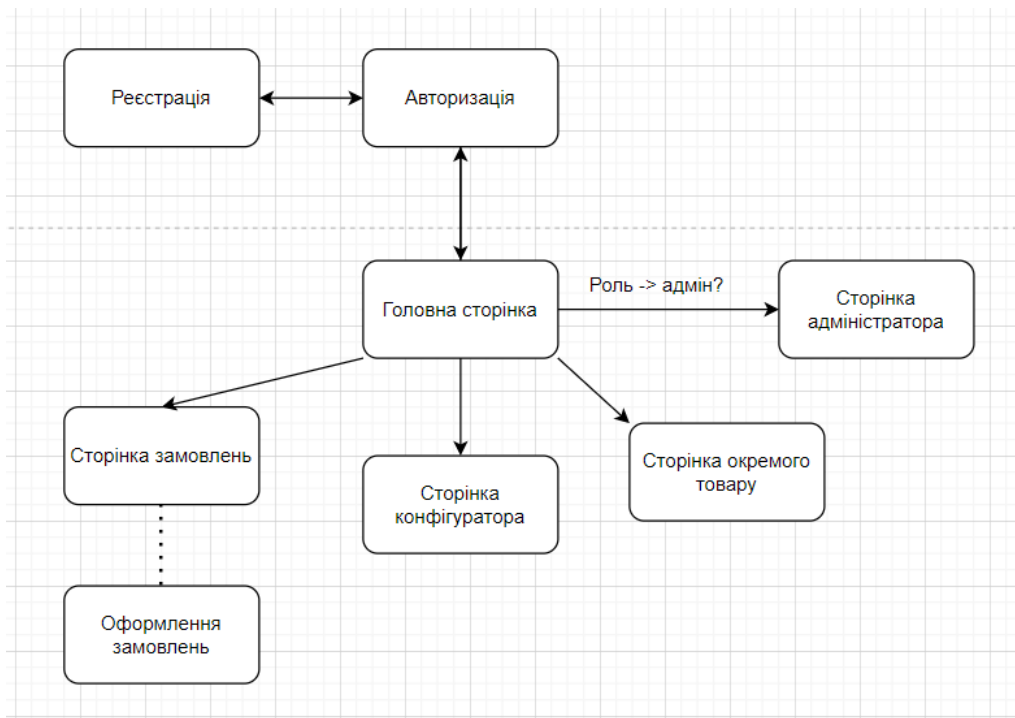 Реєстрація
Авторизація
Головна сторінка
Роль -> адмін?
Сторінка
адміністратора
Сторінка замовлень
Сторінка
конфігуратора
Сторінка окремого
товару
Оформлення
замовлень